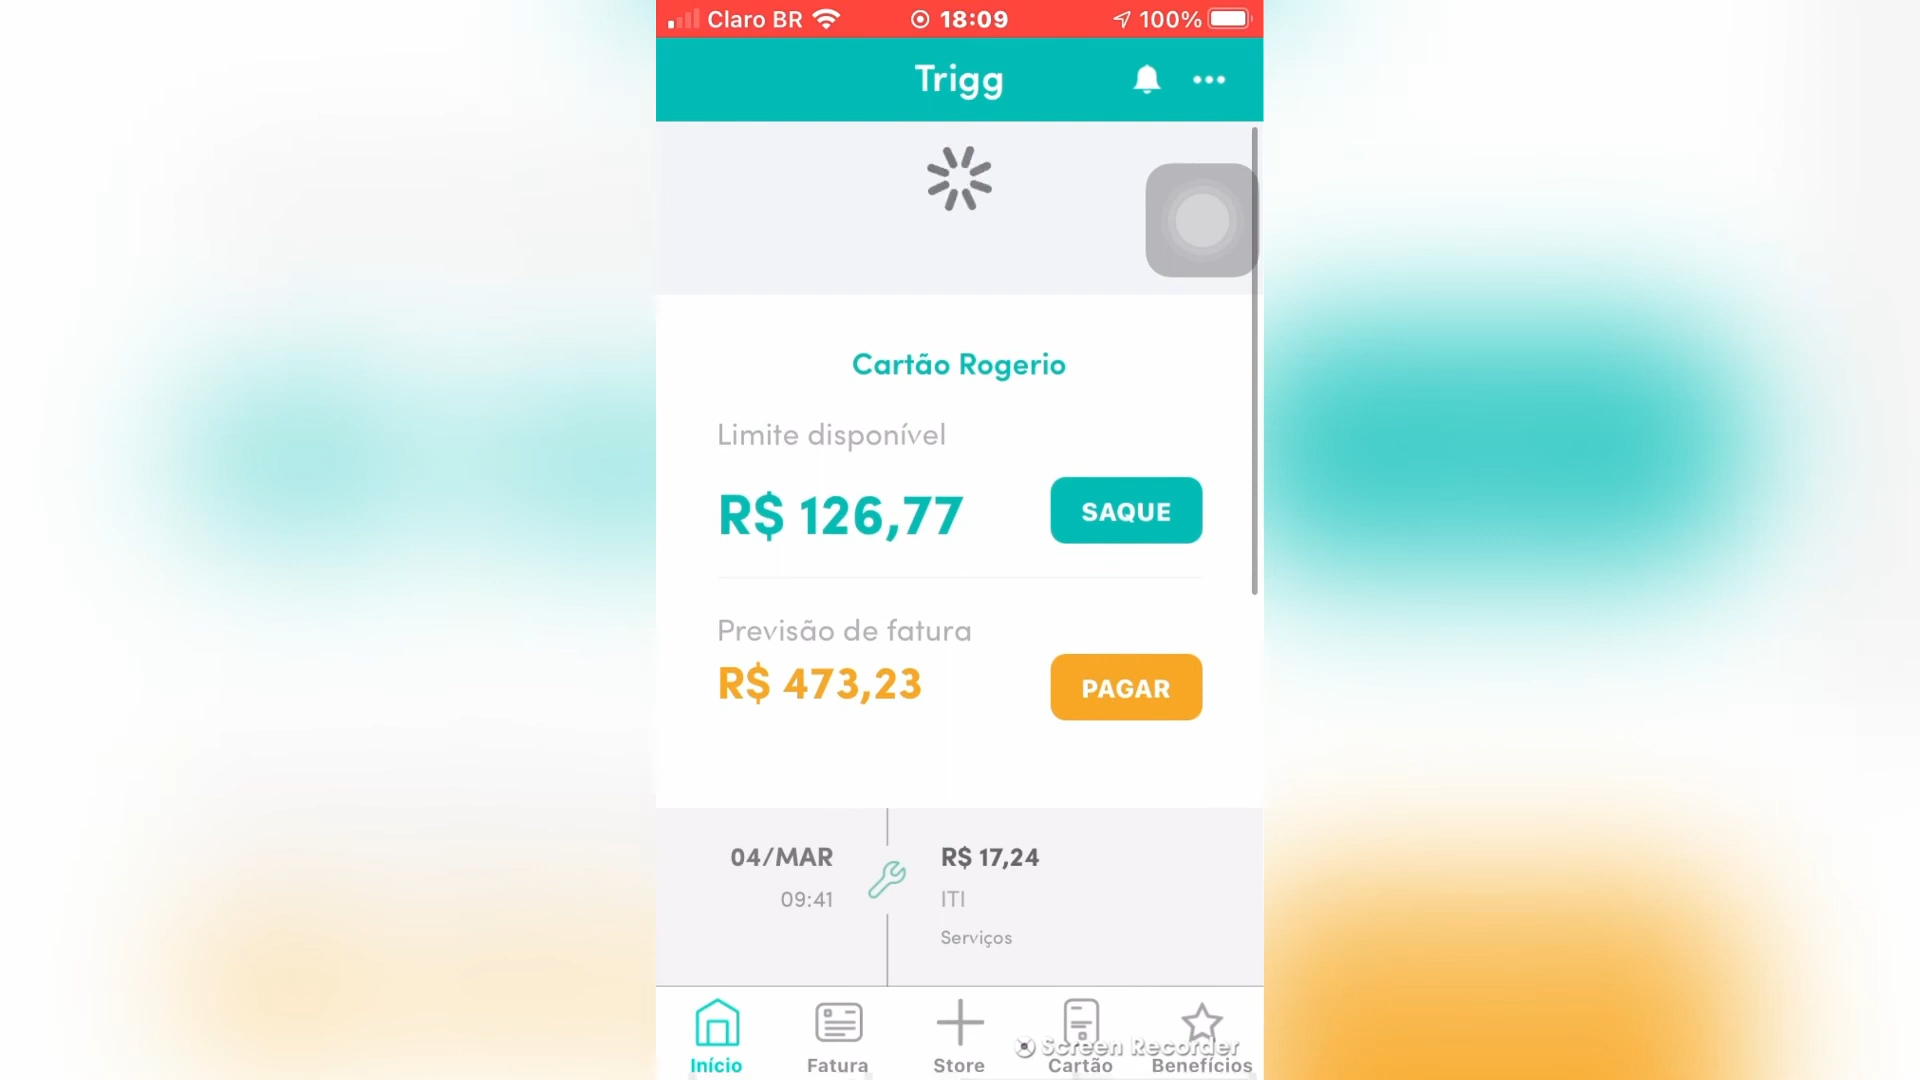 Claro BR 18:09 100%
Trigg
Cartão Rogerio
Limite disponível
R$ 126,77 SAQUE
Previsão de fatura
R$ 473,23 PAGAR
04/MAR R$ 17,24
09:41 ITI
Serviços
Screen Recorder
Início Fatura Store Cartão Benefícios